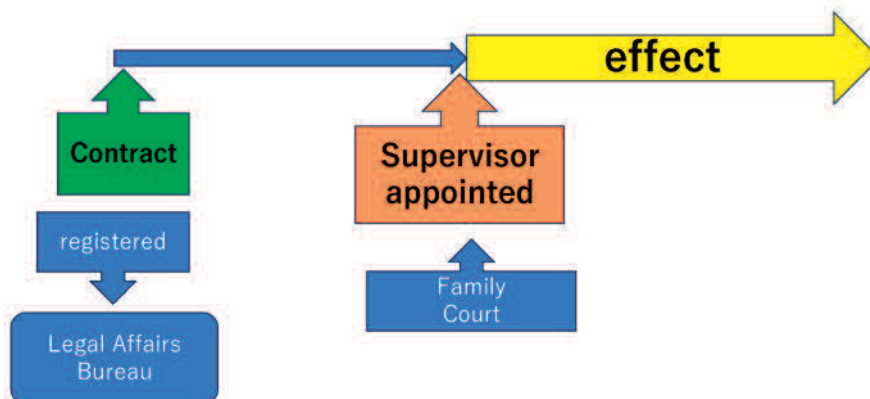 effect
Contract
Supervisor
appointed
registered
Family
Court
Legal Affairs
Bureau